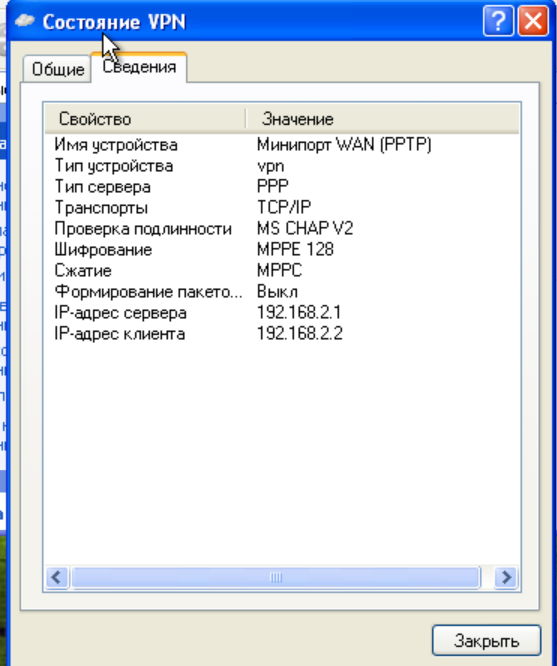 Состояние VPN
Общие
Сведения
Свойство Значение
Имя устройства Минипорт WAN (PPTP)
Тип устройства vpn
Тип сервера PPP
Транспорты TCP/IP
Проверка подлинности MS CHAP V2
Шифрование MPPE 128
Сжатие MPPC
Формирование пакето... Выкл
IP-адрес сервера 192.168.2.1
IP-адрес клиента 192.168.2.2
Закрыть